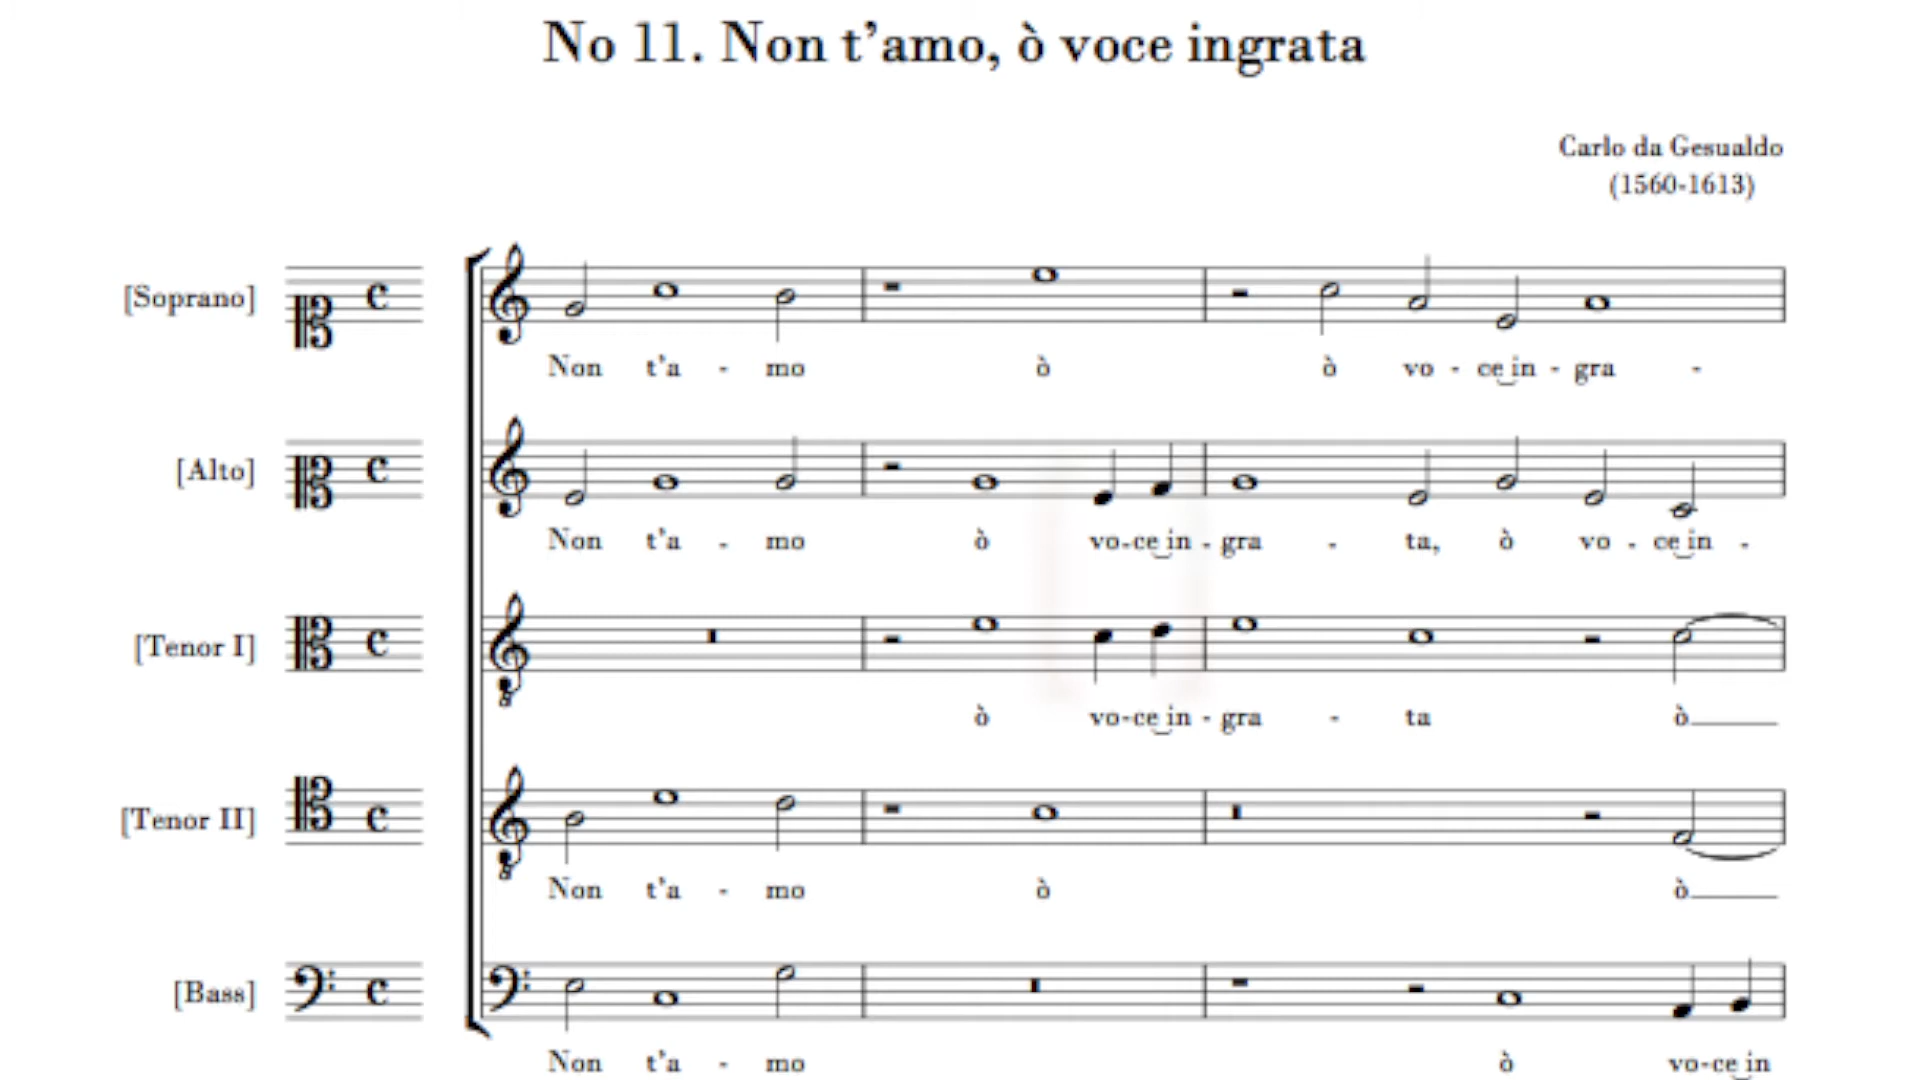 No 11. Non t'amo, ò voce ingrata
Carlo da Gesualdo
(1560-1613)
[Soprano]
Non t'a - mo ò ò vo - ce in - gra -
[Alto]
Non t'a - mo ò vo-ce in - gra - ta, ò vo - ce in -
[Tenor I]
ò vo-ce in - gra - ta ò
[Tenor II]
Non t'a - mo ò ò
[Bass]
Non t'a - mo ò vo-ce in